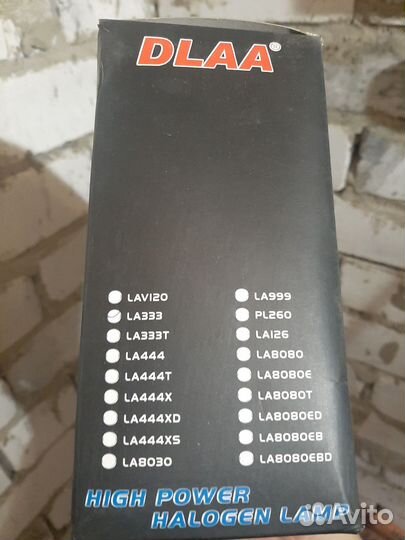 DLAA®
LAV120
LA333
LA333T
LA444
LA444T
LA444X
LA444XD
LA444XS
LA8030
LA999
PL260
LA126
LA8080
LA8080E
LA8080T
LA8080ED
LA8080EB
LA8080EBD
HIGH POWER
HALOGEN LAMP
Avito